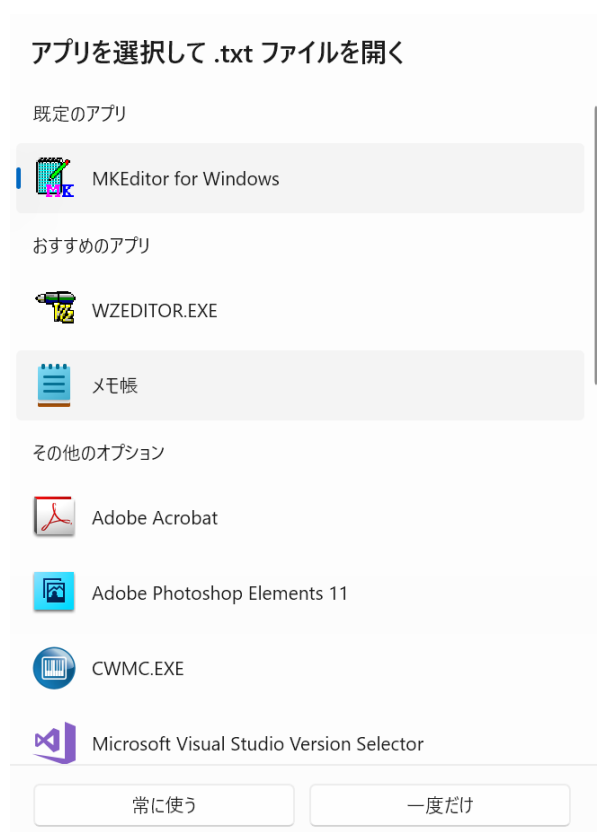 アプリを選択して .txt ファイルを開く
既定のアプリ
MK
MKEditor for Windows
おすすめのアプリ
WZ
WZEDITOR.EXE
メモ帳
その他のオプション
Adobe Acrobat
Adobe Photoshop Elements 11
CWMC.EXE
Microsoft Visual Studio Version Selector
常に使う
一度だけ